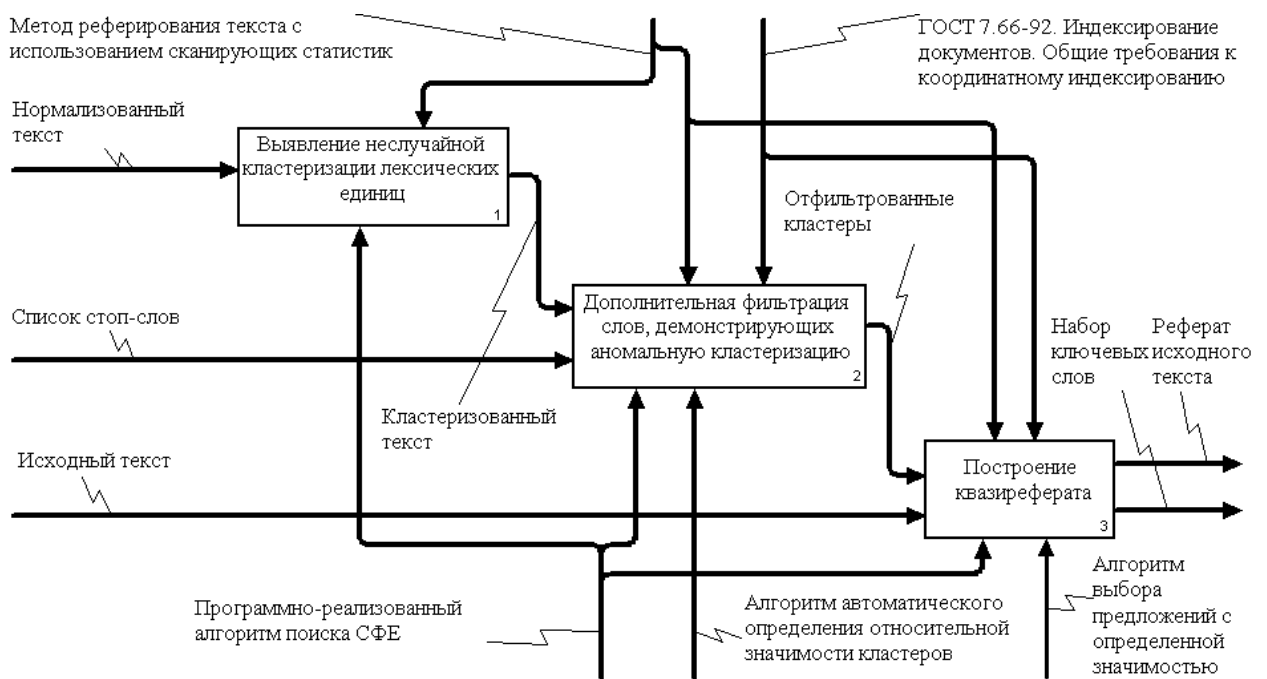 Метод реферирования текста с
использованием сканирующих статистик
ГОСТ 7.66-92. Индексирование
документов. Общие требования к
координатному индексированию
Нормализованный
текст
Выявление неслучайной
кластеризации лексических
единиц
1
Отфильтрованные
кластеры
Список стоп-слов
Дополнительная фильтрация
слов, демонстрирующих
аномальную кластеризацию
2
Набор
ключевых
слов
Реферат
исходного
текста
Кластеризованный
текст
Исходный текст
Построение
квазиреферата
3
Программно-реализованный
алгоритм поиска СФЕ
Алгоритм автоматического
определения относительной
значимости кластеров
Алгоритм
выбора
предложений с
определенной
значимостью